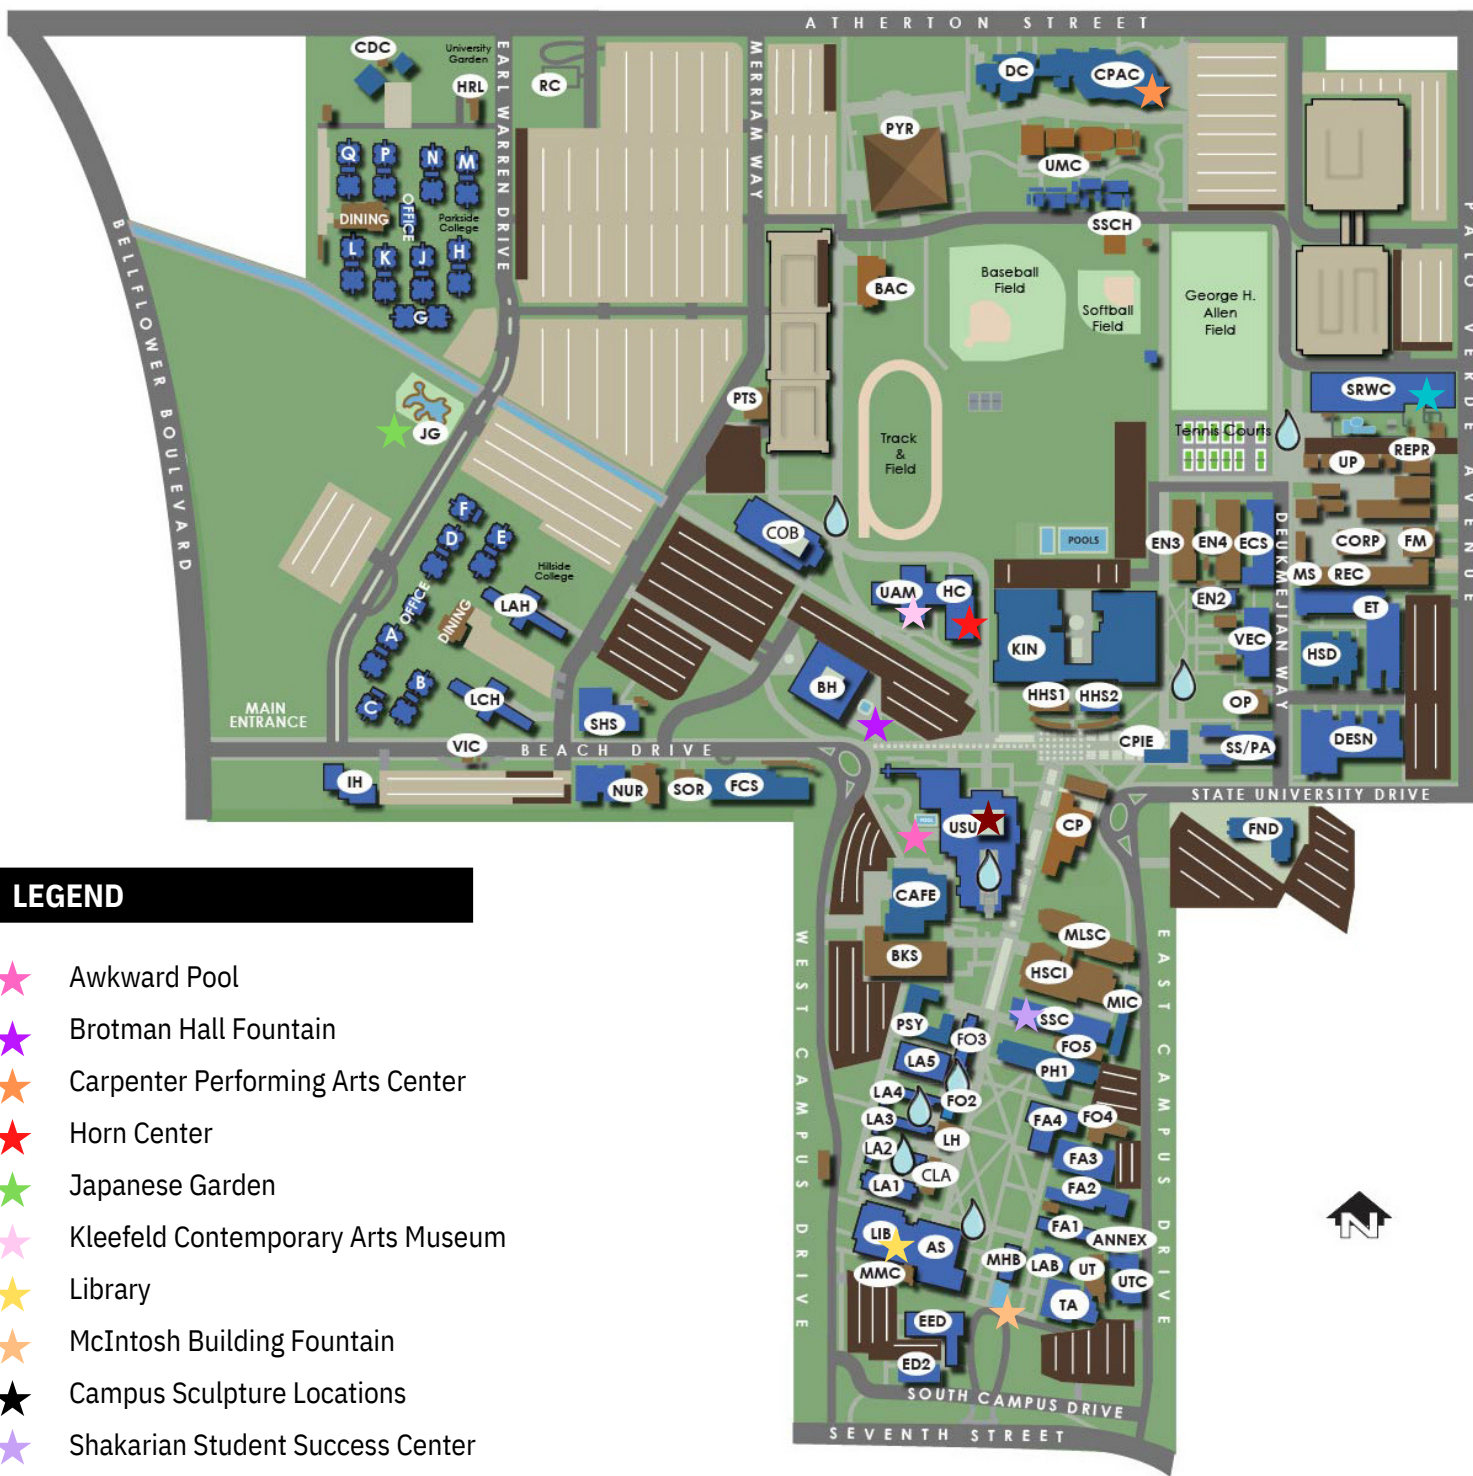 ATHERTON STREET
CDC
University
Garden
HRL
EARL WARREN DRIVE
RC
MERRIAM WAY
DC
CPAC
PYR
UMC
SSCH
Q
P
N
M
DINING
OFFICE
Parkside
College
L
K
J
H
G
BELLFLOWER BOULEVARD
BAC
Baseball
Field
Softball
Field
George H.
Allen
Field
PALO VERDE AVENUE
SRWC
PTS
JG
Track
&
Field
Tennis Courts
UP
REPR
F
D
E
COB
POOLS
EN3
EN4
ECS
DEUKMEJIAN WAY
CORP
FM
MS
REC
Hillside
College
OFFICE
LAH
DINING
A
UAM
HC
EN2
ET
VEC
HSD
KIN
B
C
LCH
BH
HHS1
HHS2
OP
MAIN
ENTRANCE
SHS
VIC
BEACH DRIVE
CPIE
SS/PA
DESN
IH
NUR
SOR
FCS
STATE UNIVERSITY DRIVE
POOL
USU
CP
FND
CAFE
BKS
MLSC
HSCI
MIC
WEST CAMPUS DRIVE
EAST CAMPUS DRIVE
PSY
FO3
SSC
FO5
LA5
PH1
LA4
FO2
LA3
FA4
FO4
LH
LA2
FA3
CLA
LA1
FA2
LIB
AS
FA1
ANNEX
MMC
MHB
LAB
UT
UTC
TA
EED
ED2
SOUTH CAMPUS DRIVE
SEVENTH STREET
N
LEGEND
Awkward Pool
Brotman Hall Fountain
Carpenter Performing Arts Center
Horn Center
Japanese Garden
Kleefeld Contemporary Arts Museum
Library
McIntosh Building Fountain
Campus Sculpture Locations
Shakarian Student Success Center